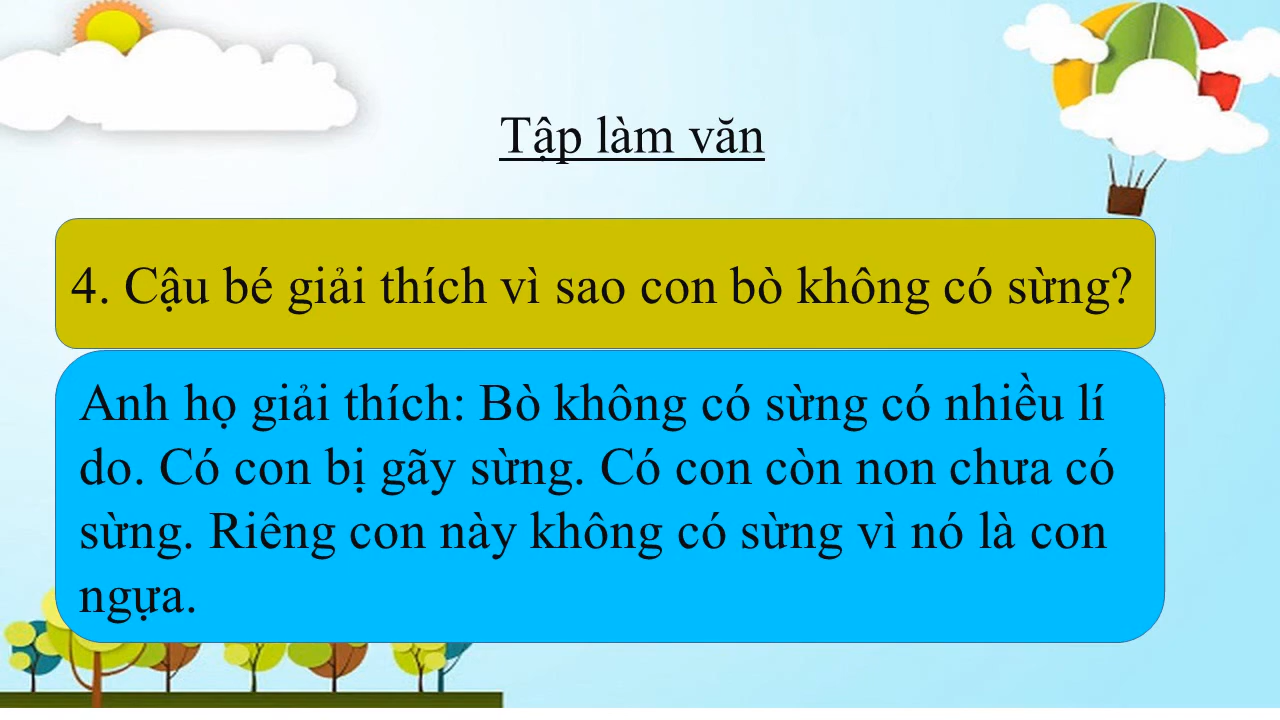 Tập làm văn
4. Cậu bé giải thích vì sao con bò không có sừng?
Anh họ giải thích: Bò không có sừng có nhiều lí
do. Có con bị gãy sừng. Có con còn non chưa có
sừng. Riêng con này không có sừng vì nó là con
ngựa.